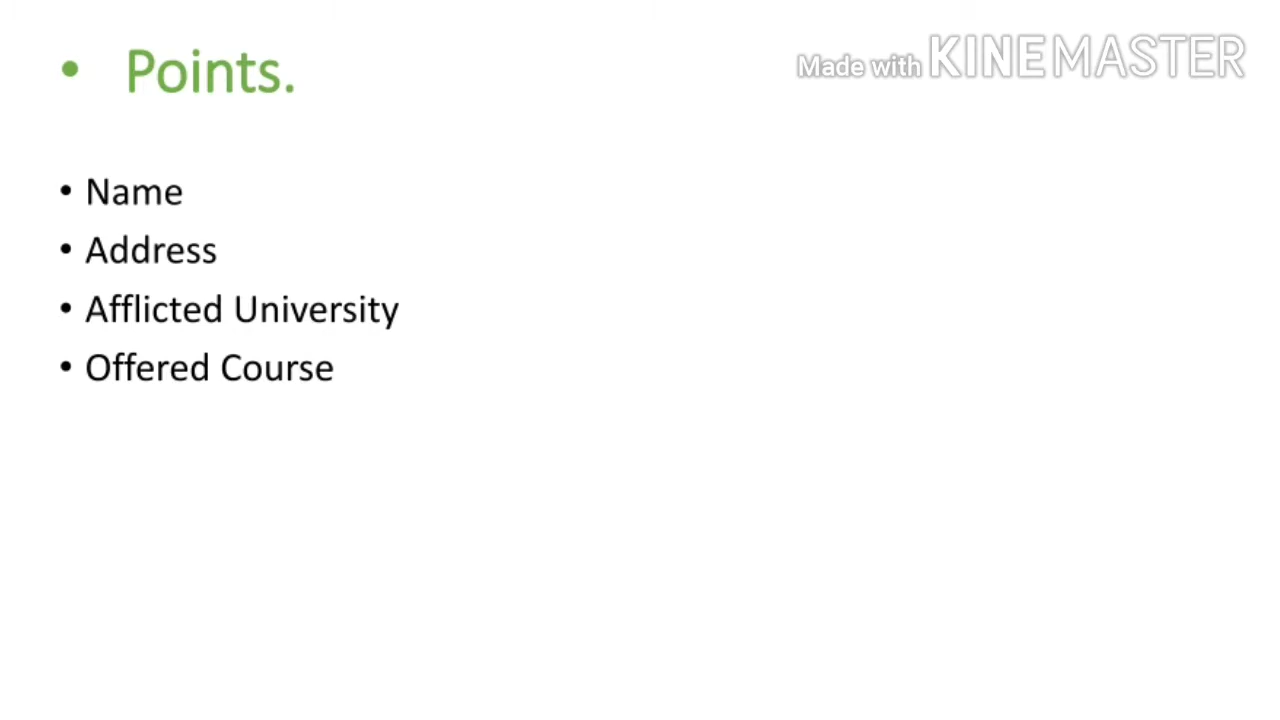 • Points.
Made with KINEMASTER
• Name
• Address
• Afflicted University
• Offered Course